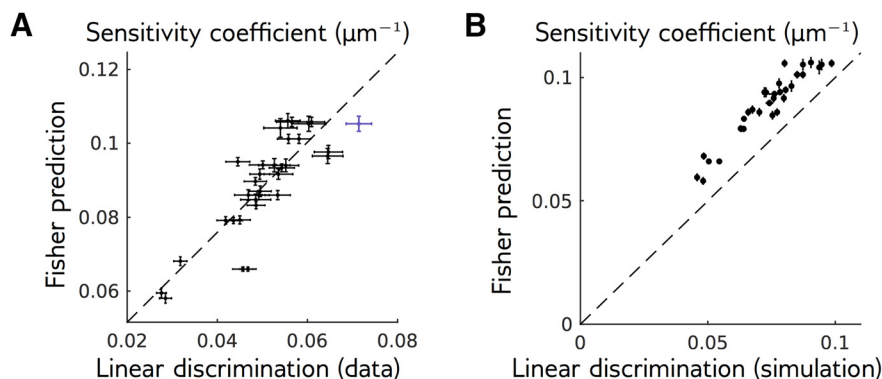 A
Sensitivity coefficient (μm⁻¹)
0.12
0.1
0.08
0.06
0.02
0.04
0.06
0.08
Fisher prediction
Linear discrimination (data)
B
Sensitivity coefficient (μm⁻¹)
0.1
0.05
0
0
0.05
0.1
Fisher prediction
Linear discrimination (simulation)